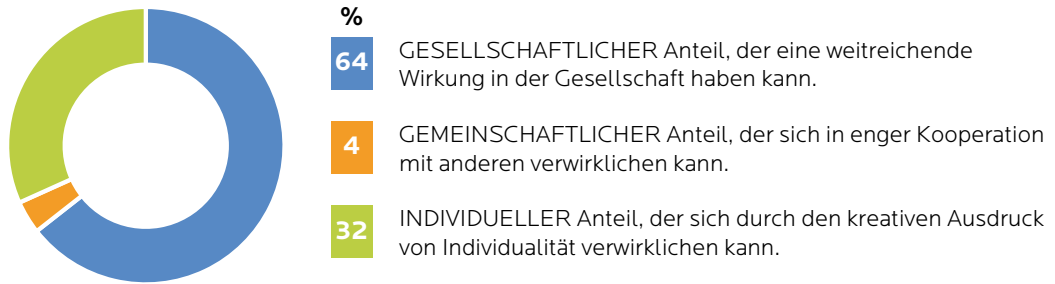 %
64
GESELLSCHAFTLICHER Anteil, der eine weitreichende
Wirkung in der Gesellschaft haben kann.
4
GEMEINSCHAFTLICHER Anteil, der sich in enger Kooperation
mit anderen verwirklichen kann.
32
INDIVIDUELLER Anteil, der sich durch den kreativen Ausdruck
von Individualität verwirklichen kann.